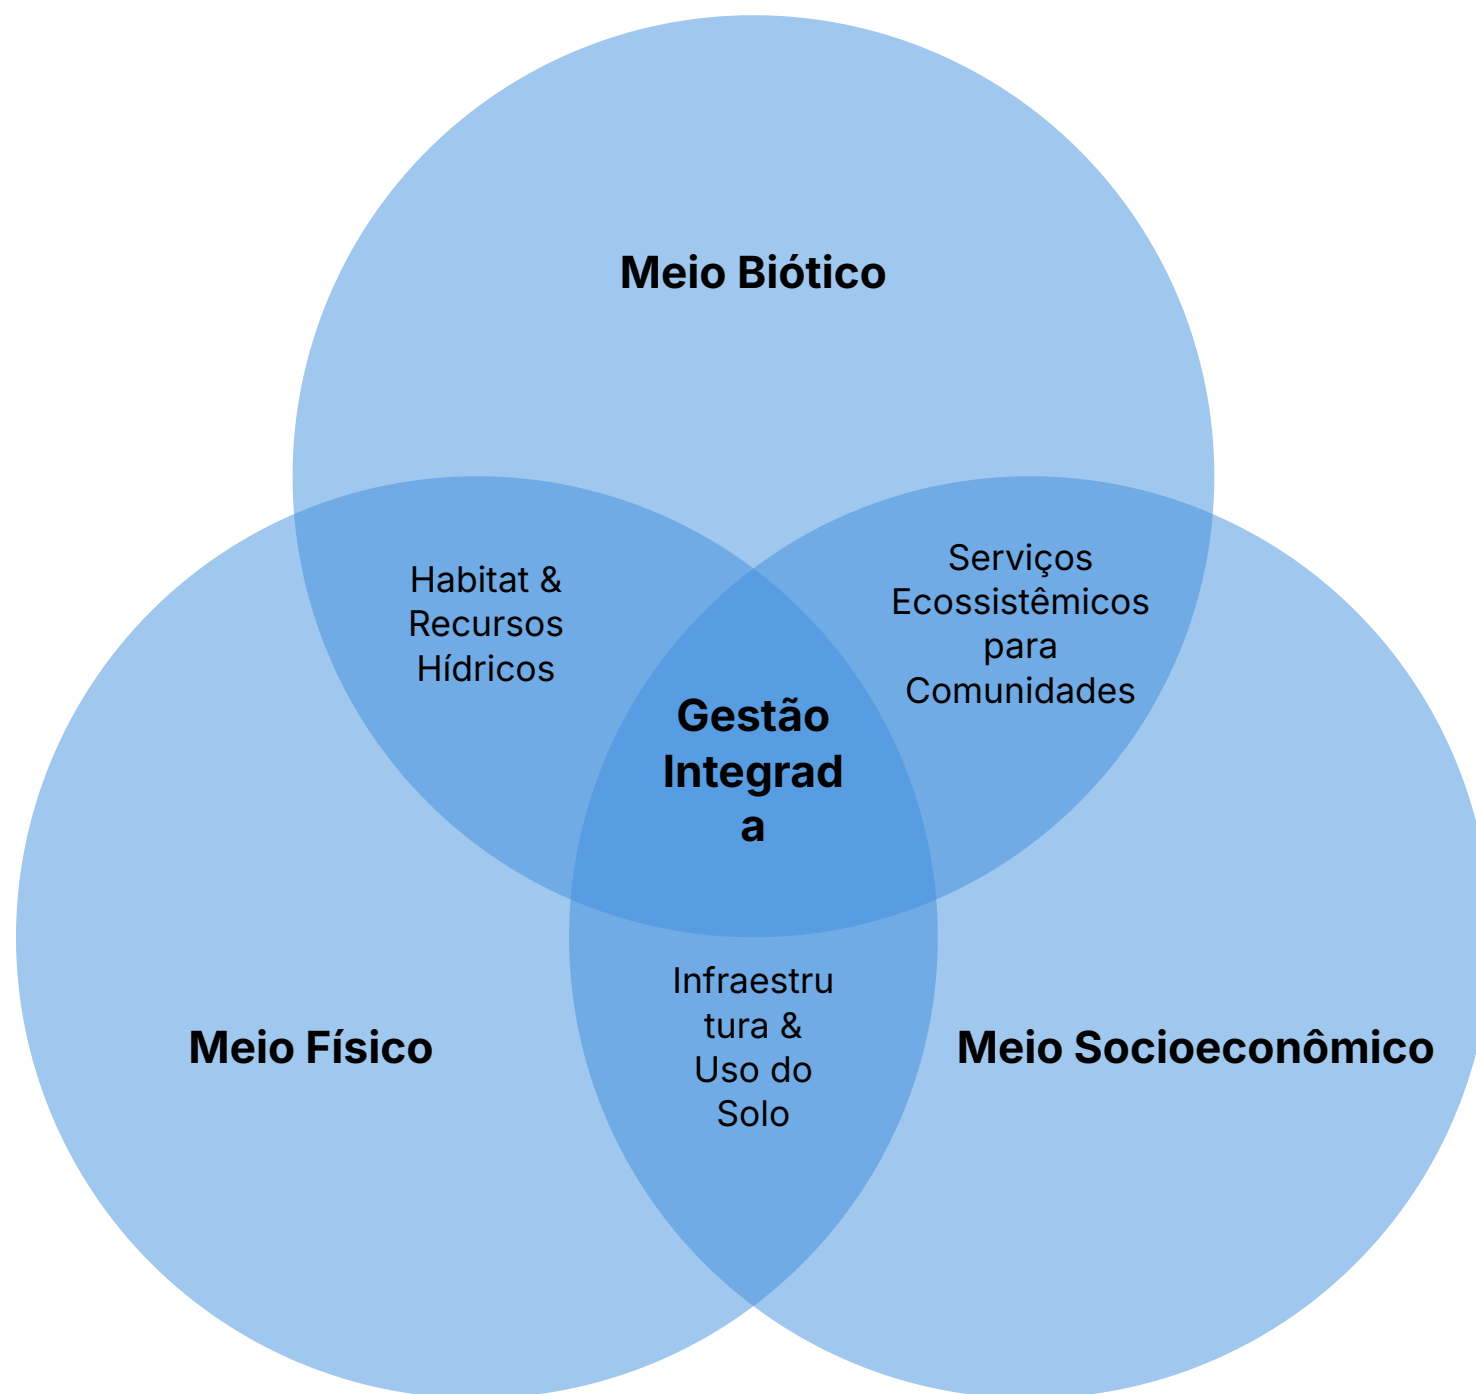 Meio Biótico
Habitat &
Recursos
Hídricos
Serviços
Ecossistêmicos
para
Comunidades
Gestão
Integrad
a
Infraestru
tura &
Uso do
Solo
Meio Físico
Meio Socioeconômico